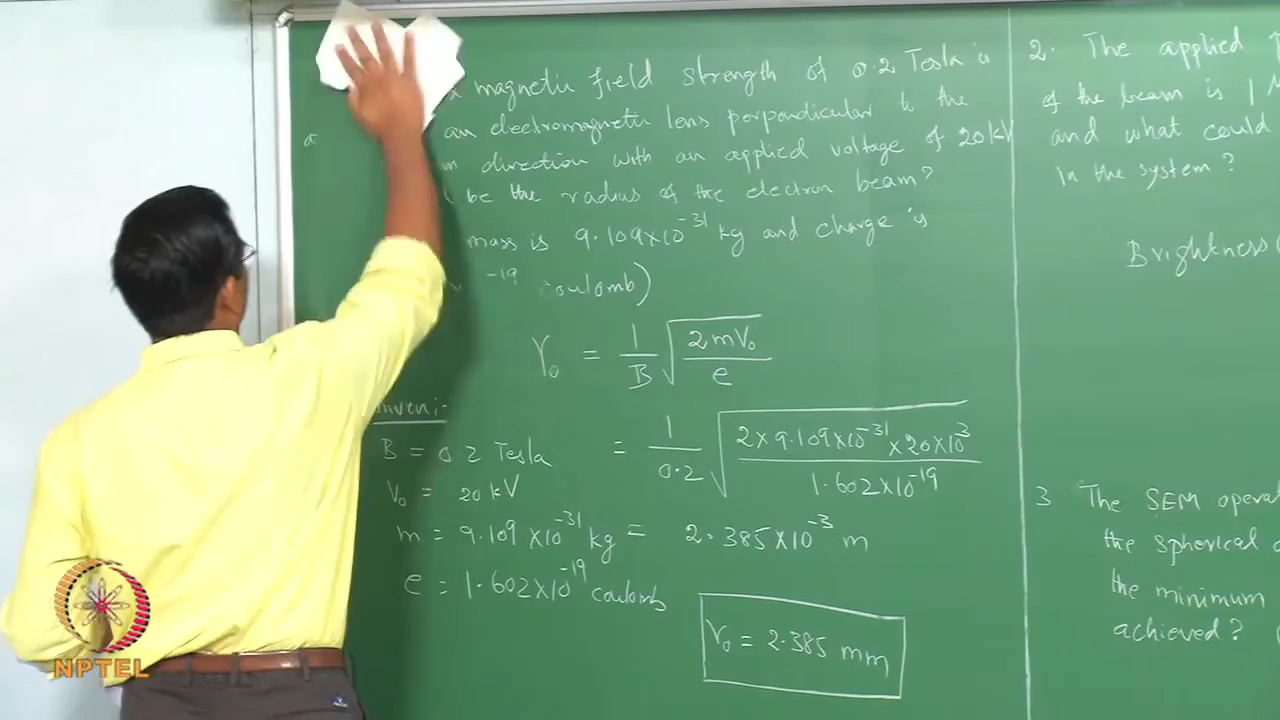 magnetic field strength of 0.2 Tesla is
an electromagnetic lens perpendicular to the
direction with an applied voltage of 20 kV
be the radius of the electron beam?
mass is 9.109×10⁻³¹ kg and charge is
⁻¹⁹ coulomb)
r₀ = 1/B √(2mV₀/e)
B = 0.2 Tesla
= 1/0.2 √(2×9.109×10⁻³¹×20×10³/1.602×10⁻¹⁹)
V₀ = 20 kV
m = 9.109×10⁻³¹ kg
= 2.385×10⁻³ m
e = 1.602×10⁻¹⁹ coulomb
r₀ = 2.385 mm
2. The applied
of the beam is 1
and what could
in the system?
Brightness(
3 The SEM opera
the spherical
the minimum
achieved? (
NPTEL